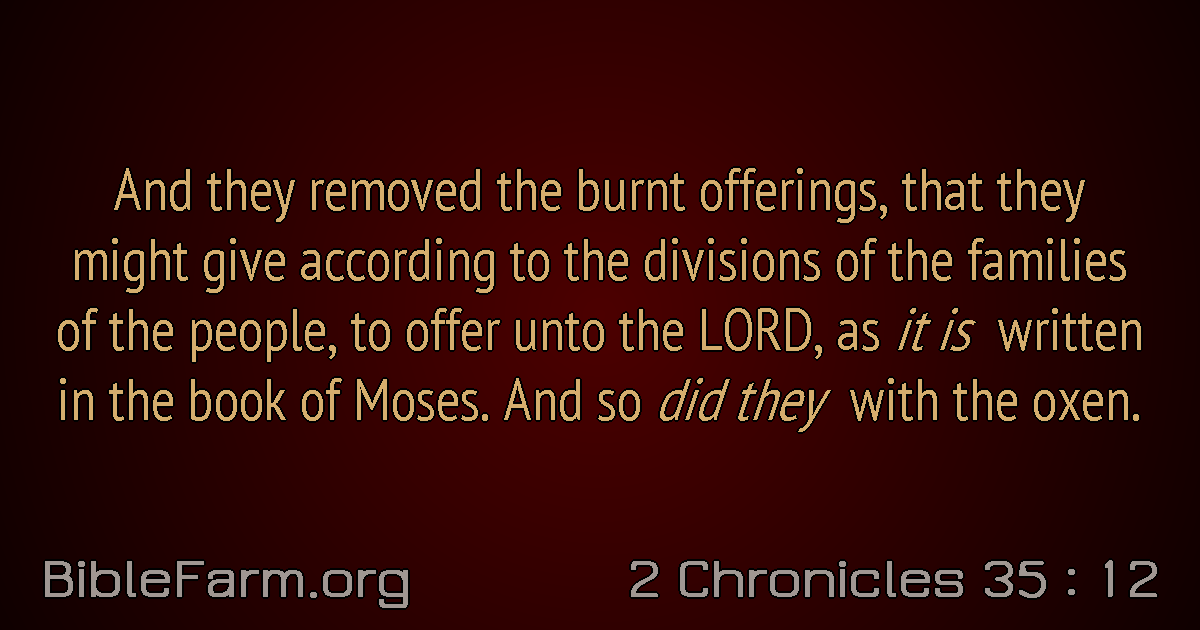 And they removed the burnt offerings, that they
might give according to the divisions of the families
of the people, to offer unto the LORD, as it is written
in the book of Moses. And so did they with the oxen.
BibleFarm.org
2 Chronicles 35 : 12